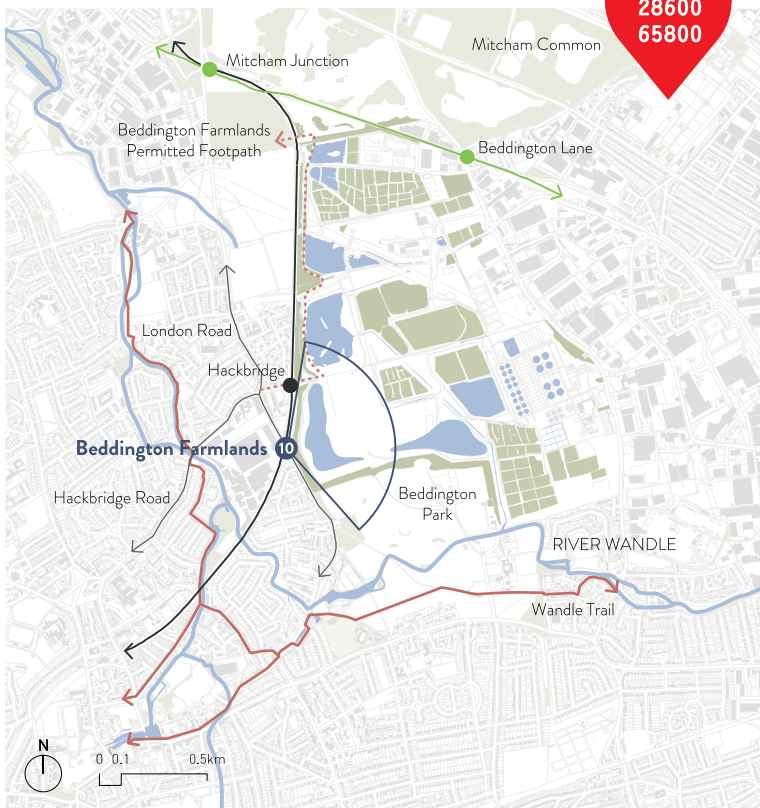 28600
65800
Mitcham Common
Mitcham Junction
Beddington Farmlands
Permitted Footpath
Beddington Lane
London Road
Hackbridge
Beddington Farmlands
10
Hackbridge Road
Beddington
Park
RIVER WANDLE
Wandle Trail
N
0 0.1 0.5km